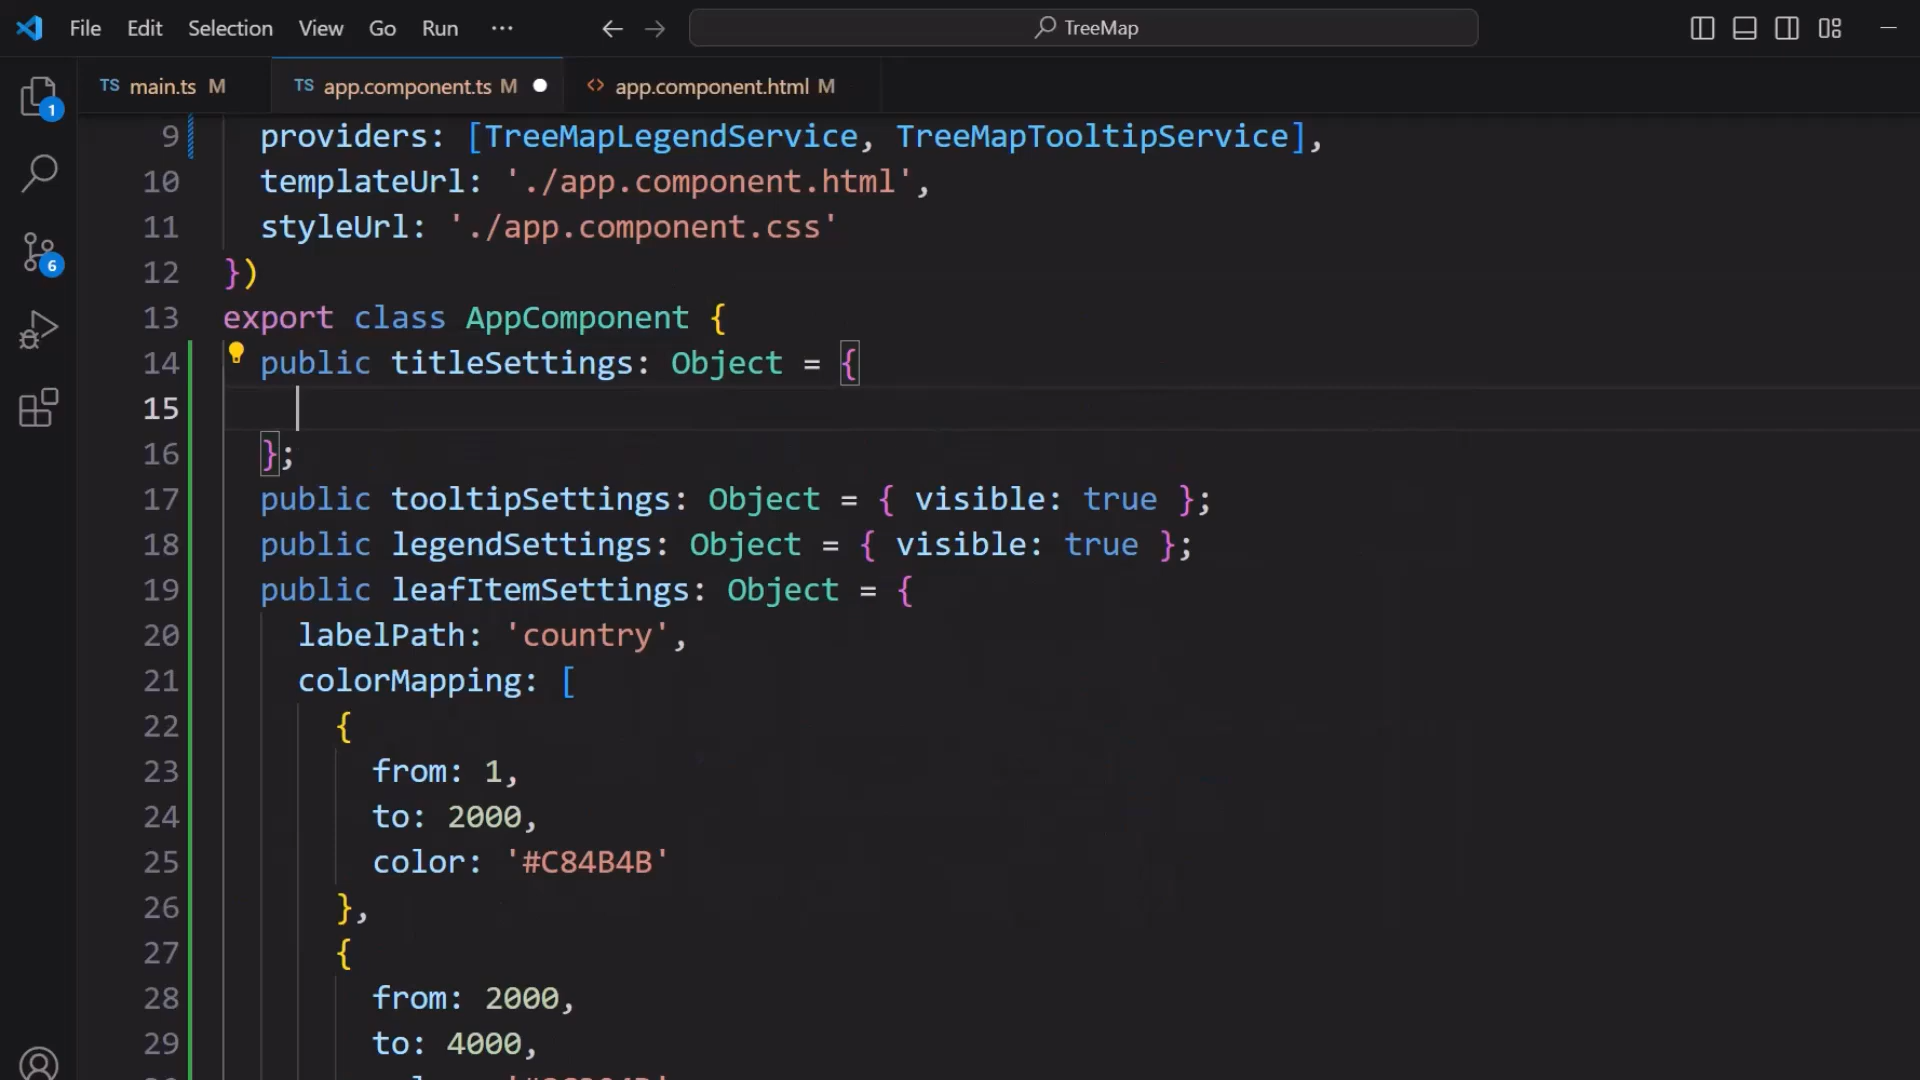 File Edit Selection View Go Run ··· TreeMap
TS main.ts M TS app.component.ts M app.component.html M
1
6
9 providers: [TreeMapLegendService, TreeMapTooltipService],
10 templateUrl: './app.component.html',
11 styleUrl: './app.component.css'
12 })
13 export class AppComponent {
14 public titleSettings: Object = {
15
16 };
17 public tooltipSettings: Object = { visible: true };
18 public legendSettings: Object = { visible: true };
19 public leafItemSettings: Object = {
20 labelPath: 'country',
21 colorMapping: [
22 {
23 from: 1,
24 to: 2000,
25 color: '#C84B4B'
26 },
27 {
28 from: 2000,
29 to: 4000,